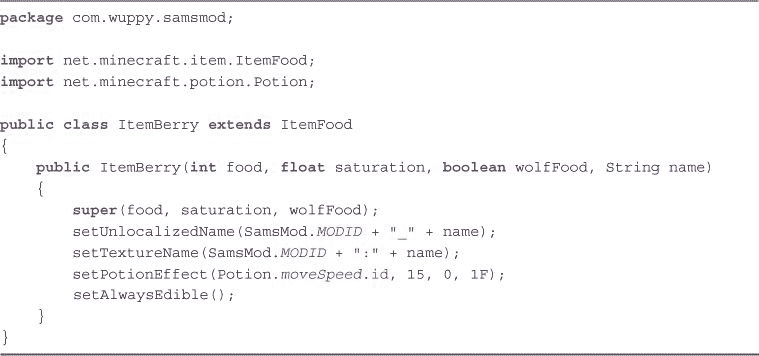 package com.wuppy.samsmod;

import net.minecraft.item.ItemFood;
import net.minecraft.potion.Potion;

public class ItemBerry extends ItemFood
{
    public ItemBerry(int food, float saturation, boolean wolfFood, String name)
    {
        super(food, saturation, wolfFood);
        setUnlocalizedName(SamsMod.MODID + "_" + name);
        setTextureName(SamsMod.MODID + ":" + name);
        setPotionEffect(Potion.moveSpeed.id, 15, 0, 1F);
        setAlwaysEdible();
    }
}